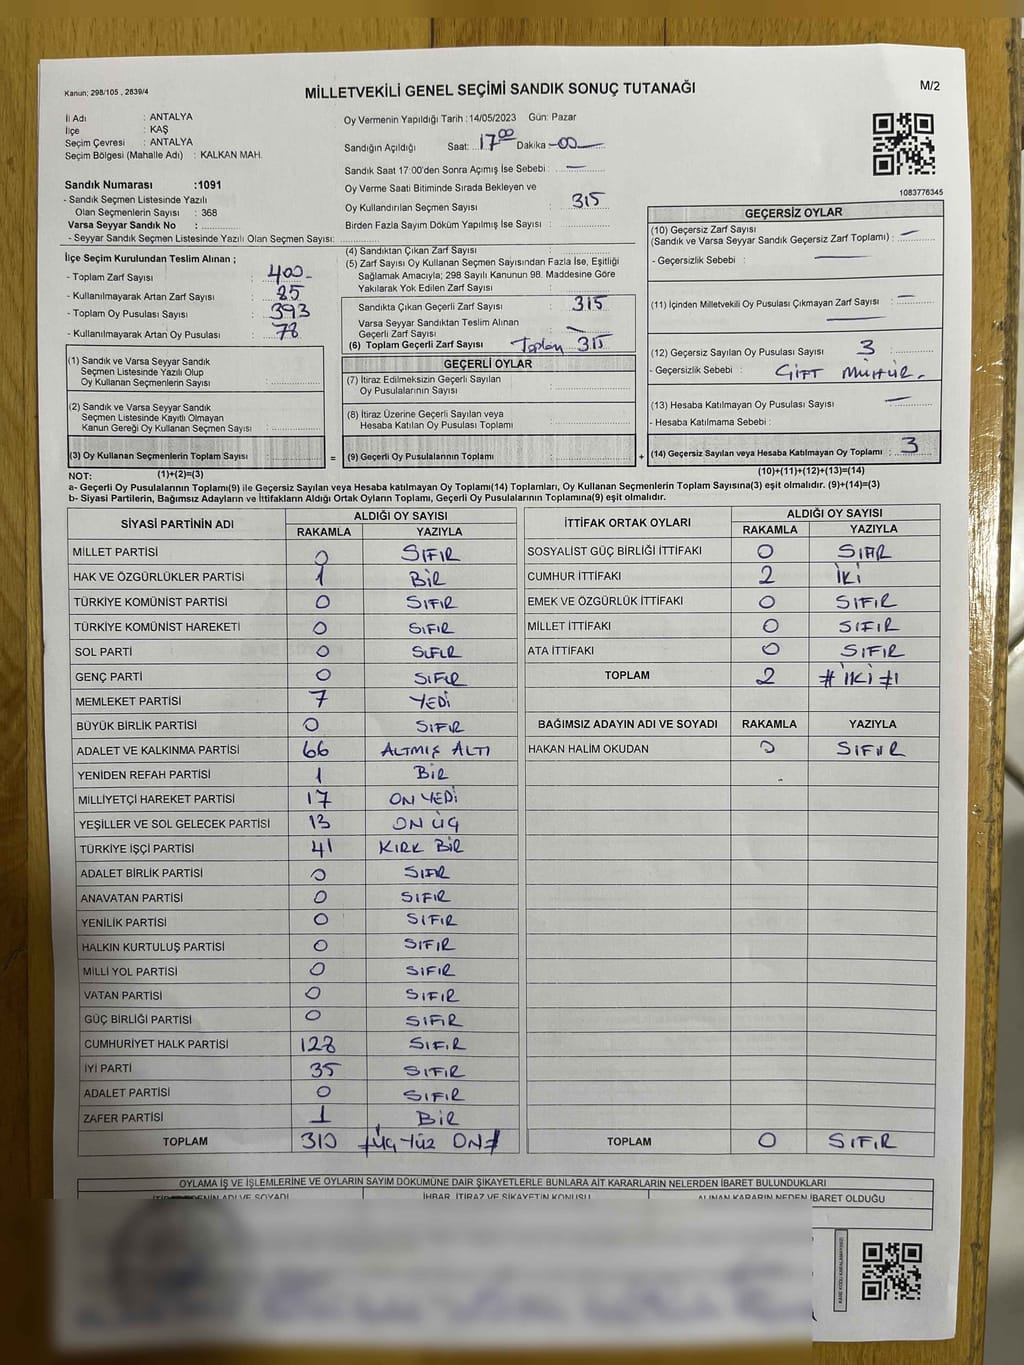 Kanun; 298/105 , 2839/4
MİLLETVEKİLİ GENEL SEÇİMİ SANDIK SONUÇ TUTANAĞI
M/2
İl Adı : ANTALYA
İlçe : KAŞ
Seçim Çevresi : ANTALYA
Seçim Bölgesi (Mahalle Adı) : KALKAN MAH.
Sandık Numarası :1091
- Sandık Seçmen Listesinde Yazılı
Olan Seçmenlerin Sayısı : 368
Varsa Seyyar Sandık No :
- Seyyar Sandık Seçmen Listesinde Yazılı Olan Seçmen Sayısı:
Oy Vermenin Yapıldığı Tarih :14/05/2023 Gün: Pazar
Sandığın Açıldığı Saat: 17 00 Dakika -00-
Sandık Saat 17:00'den Sonra Açımış İse Sebebi : -
Oy Verme Saati Bitiminde Sırada Bekleyen ve
Oy Kullandırılan Seçmen Sayısı : 315
Birden Fazla Sayım Döküm Yapılmış İse Sayısı :
1083776345
İlçe Seçim Kurulundan Teslim Alınan ;
- Toplam Zarf Sayısı : 400-
- Kullanılmayarak Artan Zarf Sayısı : 85
- Toplam Oy Pusulası Sayısı : 393
- Kullanılmayarak Artan Oy Pusulası : 78
(1) Sandık ve Varsa Seyyar Sandık
Seçmen Listesinde Yazılı Olup
Oy Kullanan Seçmenlerin Sayısı :
(2) Sandık ve Varsa Seyyar Sandık
Seçmen Listesinde Kayıtlı Olmayan
Kanun Gereği Oy Kullanan Seçmen Sayısı :
(3) Oy Kullanan Seçmenlerin Toplam Sayısı :
(4) Sandıktan Çıkan Zarf Sayısı :
(5) Zarf Sayısı Oy Kullanan Seçmen Sayısından Fazla İse, Eşitliği
Sağlamak Amacıyla; 298 Sayılı Kanunun 98. Maddesine Göre
Yakılarak Yok Edilen Zarf Sayısı :
Sandıkta Çıkan Geçerli Zarf Sayısı : 315
Varsa Seyyar Sandıktan Teslim Alınan
Geçerli Zarf Sayısı : -
(6) Toplam Geçerli Zarf Sayısı Toplam 315
GEÇERLİ OYLAR
(7) İtiraz Edilmeksizin Geçerli Sayılan
Oy Pusulalarının Sayısı :
(8) İtiraz Üzerine Geçerli Sayılan veya
Hesaba Katılan Oy Pusulası Toplamı :
= (9) Geçerli Oy Pusulalarının Toplamı :
GEÇERSİZ OYLAR
(10) Geçersiz Zarf Sayısı
(Sandık ve Varsa Seyyar Sandık Geçersiz Zarf Toplamı) : -
- Geçersizlik Sebebi : -
(11) İçinden Milletvekili Oy Pusulası Çıkmayan Zarf Sayısı : -
(12) Geçersiz Sayılan Oy Pusulası Sayısı : 3
- Geçersizlik Sebebi : ÇİFT MÜHÜR.
(13) Hesaba Katılmayan Oy Pusulası Sayısı : -
- Hesaba Katılmama Sebebi :
+ (14) Geçersiz Sayılan veya Hesaba Katılmayan Oy Toplamı : 3
NOT: (1)+(2)=(3)
(10)+(11)+(12)+(13)=(14)
a- Geçerli Oy Pusulalarının Toplamı(9) ile Geçersiz Sayılan veya Hesaba katılmayan Oy Toplamı(14) Toplamları, Oy Kullanan Seçmenlerin Toplam Sayısına(3) eşit olmalıdır. (9)+(14)=(3)
b- Siyasi Partilerin, Bağımsız Adayların ve İttifakların Aldığı Ortak Oyların Toplamı, Geçerli Oy Pusulalarının Toplamına(9) eşit olmalıdır.
SİYASİ PARTİNİN ADI
ALDIĞI OY SAYISI
RAKAMLA YAZIYLA
MİLLET PARTİSİ 0 SIFIR
HAK VE ÖZGÜRLÜKLER PARTİSİ 1 BİR
TÜRKİYE KOMÜNİST PARTİSİ 0 SIFIR
TÜRKİYE KOMÜNİST HAREKETİ 0 SIFIR
SOL PARTİ 0 SIFIR
GENÇ PARTİ 0 SIFIR
MEMLEKET PARTİSİ 7 YEDİ
BÜYÜK BİRLİK PARTİSİ 0 SIFIR
ADALET VE KALKINMA PARTİSİ 66 ALTMIŞ ALTI
YENİDEN REFAH PARTİSİ 1 BİR
MİLLİYETÇİ HAREKET PARTİSİ 17 ON YEDİ
YEŞİLLER VE SOL GELECEK PARTİSİ 13 ON ÜÇ
TÜRKİYE İŞÇİ PARTİSİ 41 KIRK BİR
ADALET BİRLİK PARTİSİ 0 SIFIR
ANAVATAN PARTİSİ 0 SIFIR
YENİLİK PARTİSİ 0 SIFIR
HALKIN KURTULUŞ PARTİSİ 0 SIFIR
MİLLİ YOL PARTİSİ 0 SIFIR
VATAN PARTİSİ 0 SIFIR
GÜÇ BİRLİĞİ PARTİSİ 0 SIFIR
CUMHURİYET HALK PARTİSİ 128 SIFIR
İYİ PARTİ 35 SIFIR
ADALET PARTİSİ 0 SIFIR
ZAFER PARTİSİ 1 BİR
TOPLAM 310 #ÜÇ YÜZ ON#
İTTİFAK ORTAK OYLARI
ALDIĞI OY SAYISI
RAKAMLA YAZIYLA
SOSYALİST GÜÇ BİRLİĞİ İTTİFAKI 0 SIFIR
CUMHUR İTTİFAKI 2 İKİ
EMEK VE ÖZGÜRLÜK İTTİFAKI 0 SIFIR
MİLLET İTTİFAKI 0 SIFIR
ATA İTTİFAKI 0 SIFIR
TOPLAM 2 # İKİ #
BAĞIMSIZ ADAYIN ADI VE SOYADI RAKAMLA YAZIYLA
HAKAN HALİM OKUDAN 0 SIFIR
TOPLAM 0 SIFIR
OYLAMA İŞ VE İŞLEMLERİNE VE OYLARIN SAYIM DÖKÜMÜNE DAİR ŞİKAYETLERLE BUNLARA AİT KARARLARIN NELERDEN İBARET BULUNDUKLARI
İTİRAZ EDENİN ADI VE SOYADI İHBAR, İTİRAZ VE ŞİKAYETİN KONUSU ALINAN KARARIN NEDEN İBARET OLDUĞU